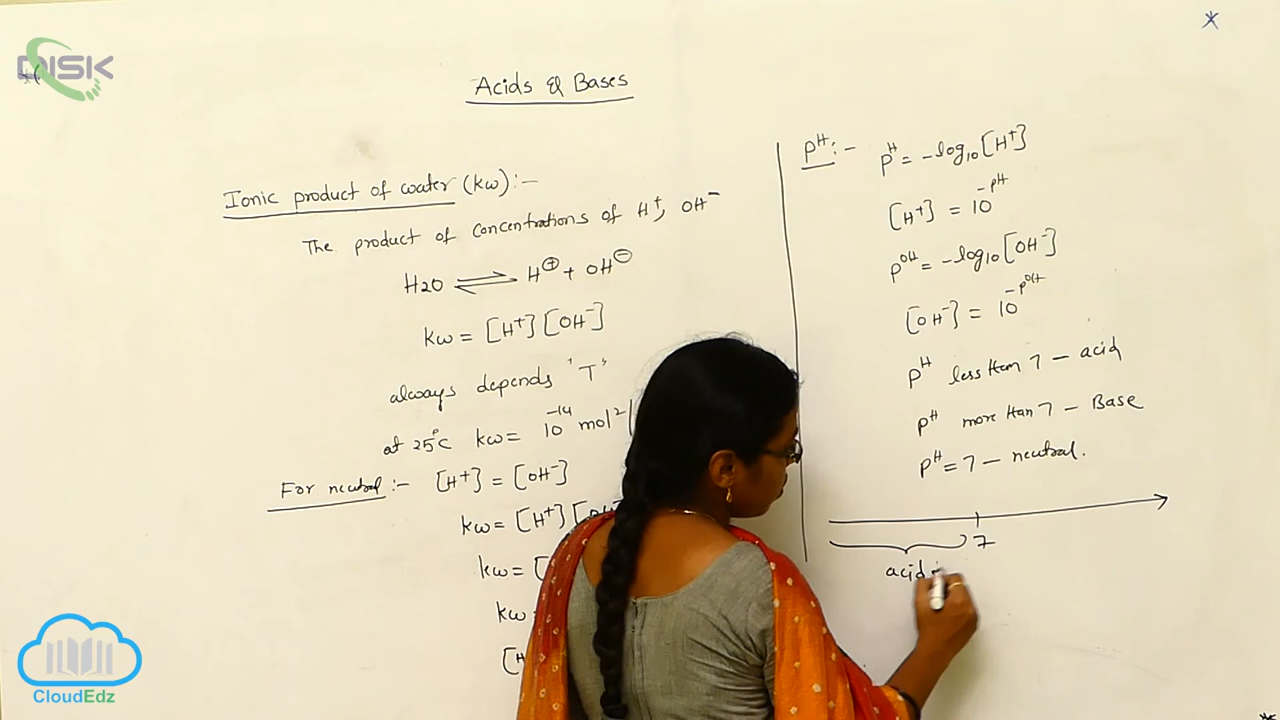 DISK
Acids & Bases
Ionic product of water (kw):-
The product of concentrations of H⁺, OH⁻
H2O ⇌ H⊕ + OH⊖
kw = [H⁺][OH⁻]
always depends 'T'
at 25°C kw = 10⁻¹⁴ mol²
For neutral :- [H⁺] = [OH⁻]
kw = [H⁺][OH
kw = [
kw
[H
pᴴ:- pᴴ = -log₁₀[H⁺]
[H⁺] = 10^-pH
pᴼᴴ = -log₁₀[OH⁻]
[OH⁻] = 10^-pOH
pᴴ less than 7 - acid
pᴴ more than 7 - Base
pᴴ = 7 - neutral.
7
acid
CloudEdz